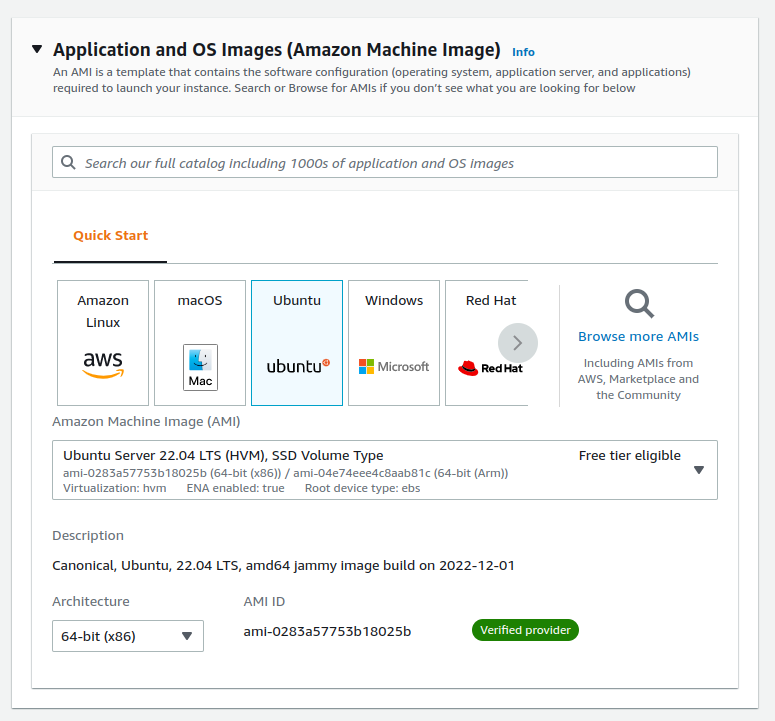 Application and OS Images (Amazon Machine Image) Info
An AMI is a template that contains the software configuration (operating system, application server, and applications)
required to launch your instance. Search or Browse for AMIs if you don't see what you are looking for below
Search our full catalog including 1000s of application and OS images
Quick Start
Amazon
Linux
aws
macOS
Mac
Ubuntu
ubuntu
Windows
Microsoft
Red Hat
Red Hat
Browse more AMIs
Including AMIs from
AWS, Marketplace and
the Community
Amazon Machine Image (AMI)
Ubuntu Server 22.04 LTS (HVM), SSD Volume Type Free tier eligible
ami-0283a57753b18025b (64-bit (x86)) / ami-04e74eee4c8aab81c (64-bit (Arm))
Virtualization: hvm ENA enabled: true Root device type: ebs
Description
Canonical, Ubuntu, 22.04 LTS, amd64 jammy image build on 2022-12-01
Architecture AMI ID
64-bit (x86) ami-0283a57753b18025b Verified provider